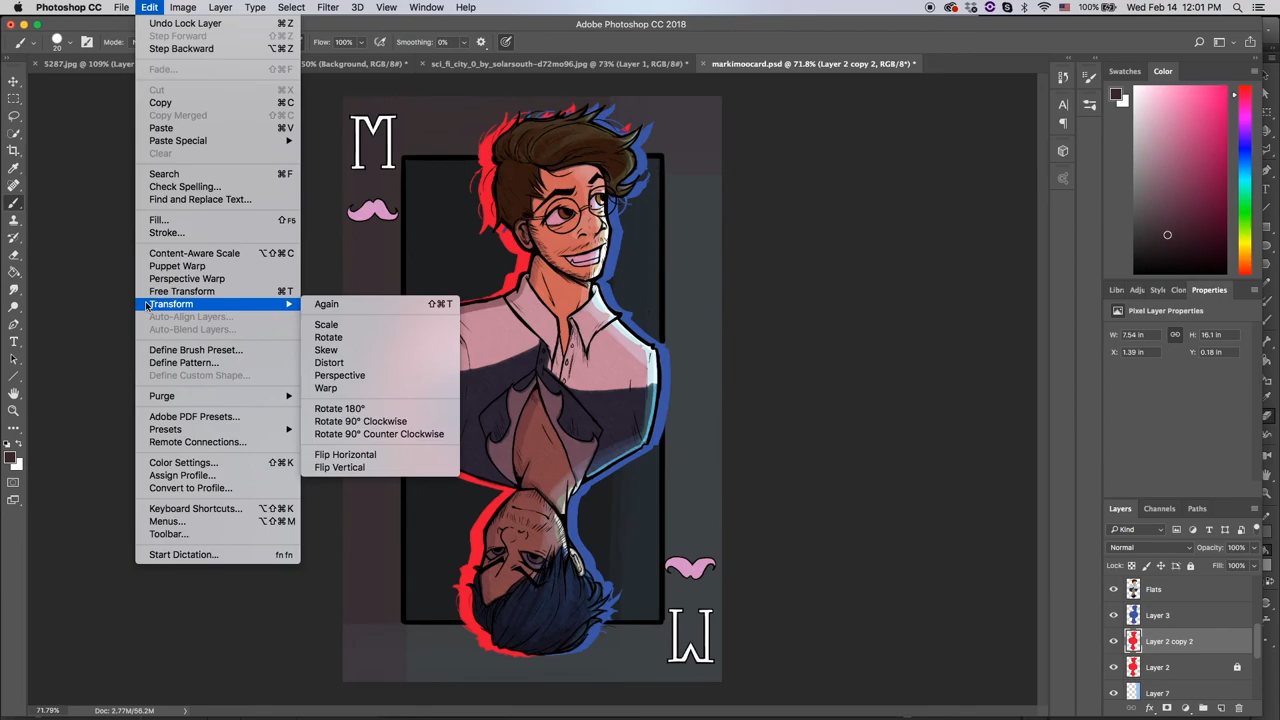 Photoshop CC File Edit Image Layer Type Select Filter 3D View Window Help 100% Wed Feb 14 12:01 PM
Adobe Photoshop CC 2018
20 Mode: Flow: 100% Smoothing: 0%
5287.jpg @ 109% (Layer 50% (Background, RGB/8#) * sci_fi_city_0_by_solarsouth-d72mo96.jpg @ 73% (Layer 1, RGB/8#) * markimoocard.psd @ 71.8% (Layer 2 copy 2, RGB/8*) *
Undo Lock Layer ⌘Z
Step Forward ⇧⌘Z
Step Backward ⌥⌘Z
Fade...
Cut ⌘X
Copy ⌘C
Copy Merged ⇧⌘C
Paste ⌘V
Paste Special
Clear
Search ⌘F
Check Spelling...
Find and Replace Text...
Fill... ⇧F5
Stroke...
Content-Aware Scale ⌥⇧⌘C
Puppet Warp
Perspective Warp
Free Transform ⌘T
Transform
Auto-Align Layers...
Auto-Blend Layers...
Define Brush Preset...
Define Pattern...
Define Custom Shape...
Purge
Adobe PDF Presets...
Presets
Remote Connections...
Color Settings... ⇧⌘K
Assign Profile...
Convert to Profile...
Keyboard Shortcuts... ⌥⇧⌘K
Menus... ⌥⇧⌘M
Toolbar...
Start Dictation... fn fn
Again ⇧⌘T
Scale
Rotate
Skew
Distort
Perspective
Warp
Rotate 180°
Rotate 90° Clockwise
Rotate 90° Counter Clockwise
Flip Horizontal
Flip Vertical
M
M
Swatches Color
Libr Adju Styl Clon Properties
Pixel Layer Properties
W: 7.54 in H: 16.1 in
X: 1.39 in Y: 0.18 in
Layers Channels Paths
Kind
Normal Opacity: 100%
Lock: Fill: 100%
Flats
Layer 3
Layer 2 copy 2
Layer 2
Layer 7
71.79% Doc: 2.77M/56.2M